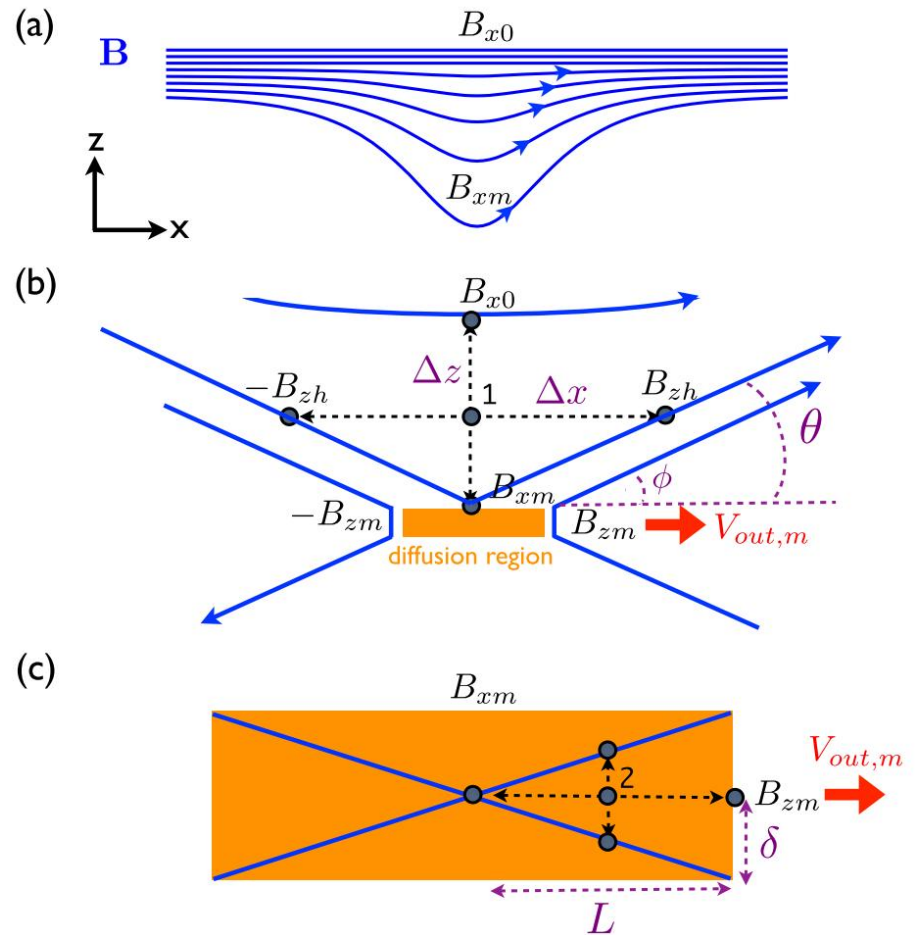 (a)
B
B_{x0}
z
B_{xm}
x
(b)
B_{x0}
Δz
-B_{zh}
1
Δx
B_{zh}
θ
ϕ
B_{xm}
-B_{zm}
B_{zm}
V_{out,m}
diffusion region
(c)
B_{xm}
V_{out,m}
2
B_{zm}
δ
L